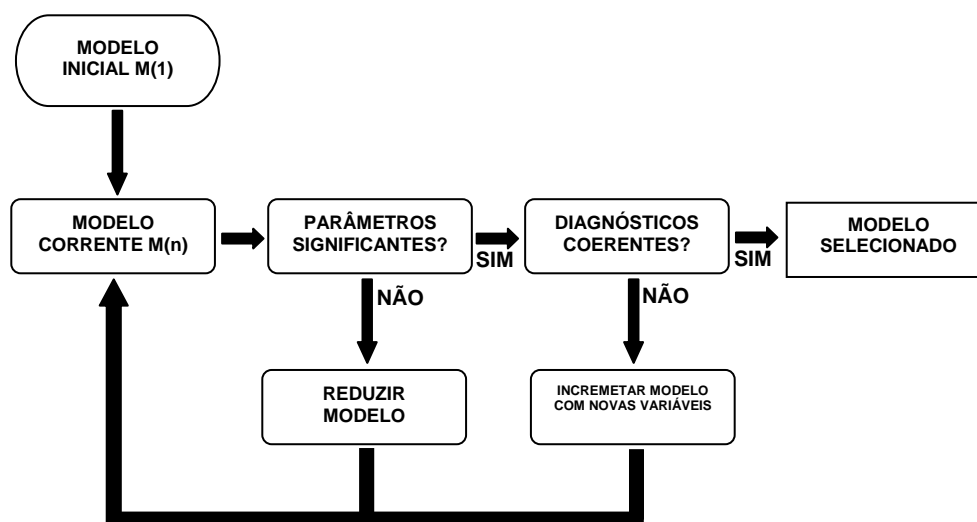 MODELO
INICIAL M(1)
MODELO
CORRENTE M(n)
PARÂMETROS
SIGNIFICANTES?
SIM
DIAGNÓSTICOS
COERENTES?
SIM
MODELO
SELECIONADO
NÃO
NÃO
REDUZIR
MODELO
INCREMETAR MODELO
COM NOVAS VARIÁVEIS